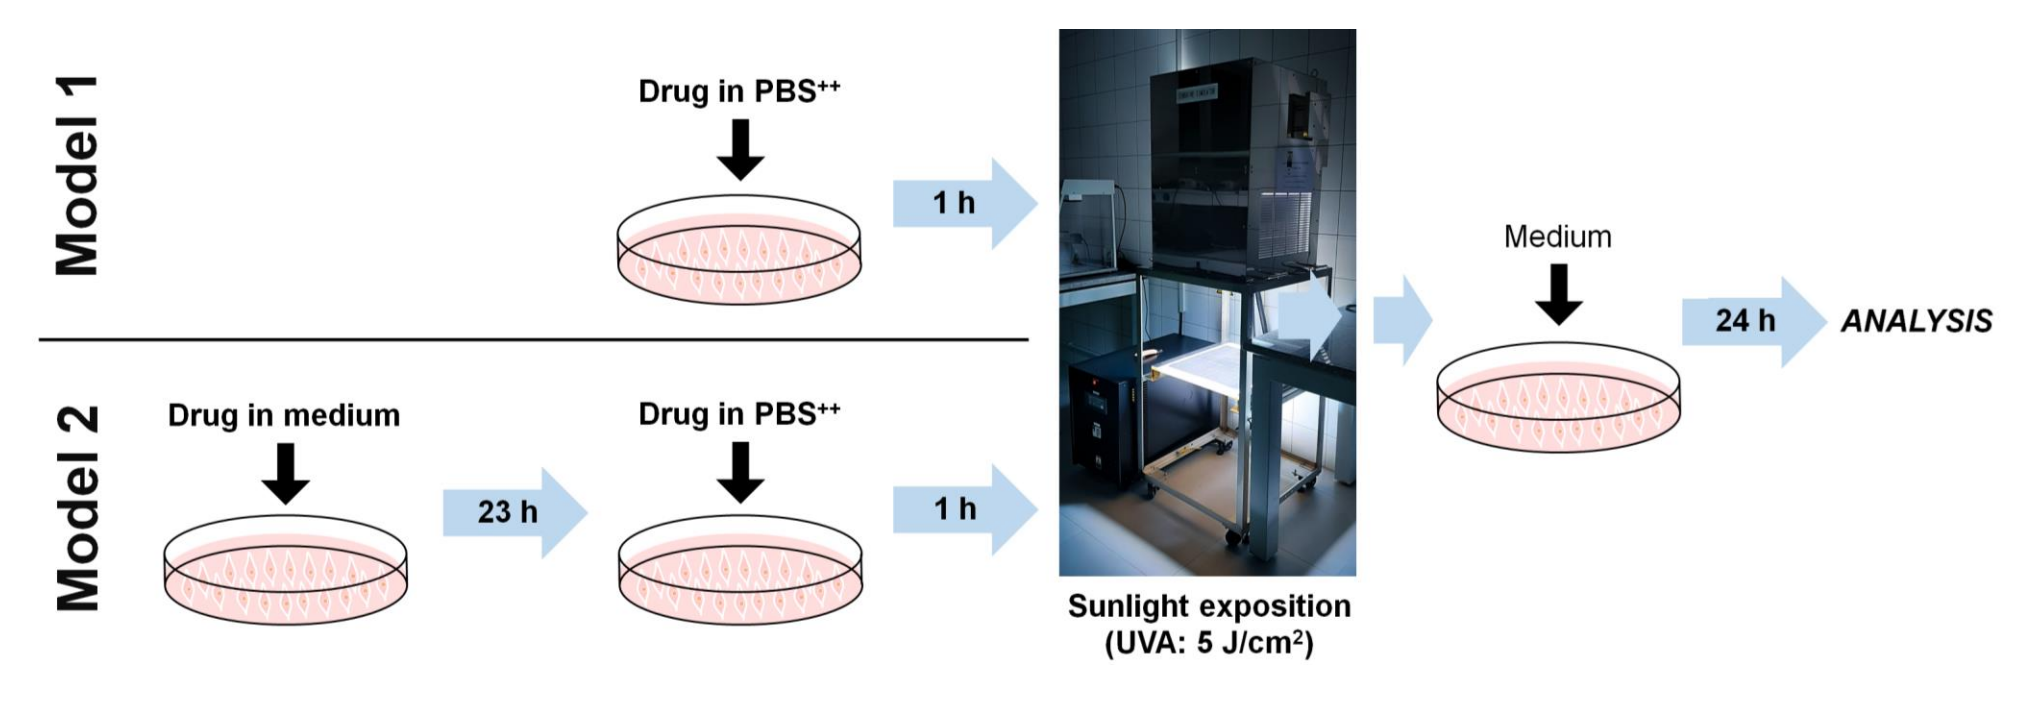 Model 1
Drug in PBS⁺⁺
1 h
Medium
24 h
ANALYSIS
Model 2
Drug in medium
23 h
Drug in PBS⁺⁺
1 h
Sunlight exposition
(UVA: 5 J/cm²)